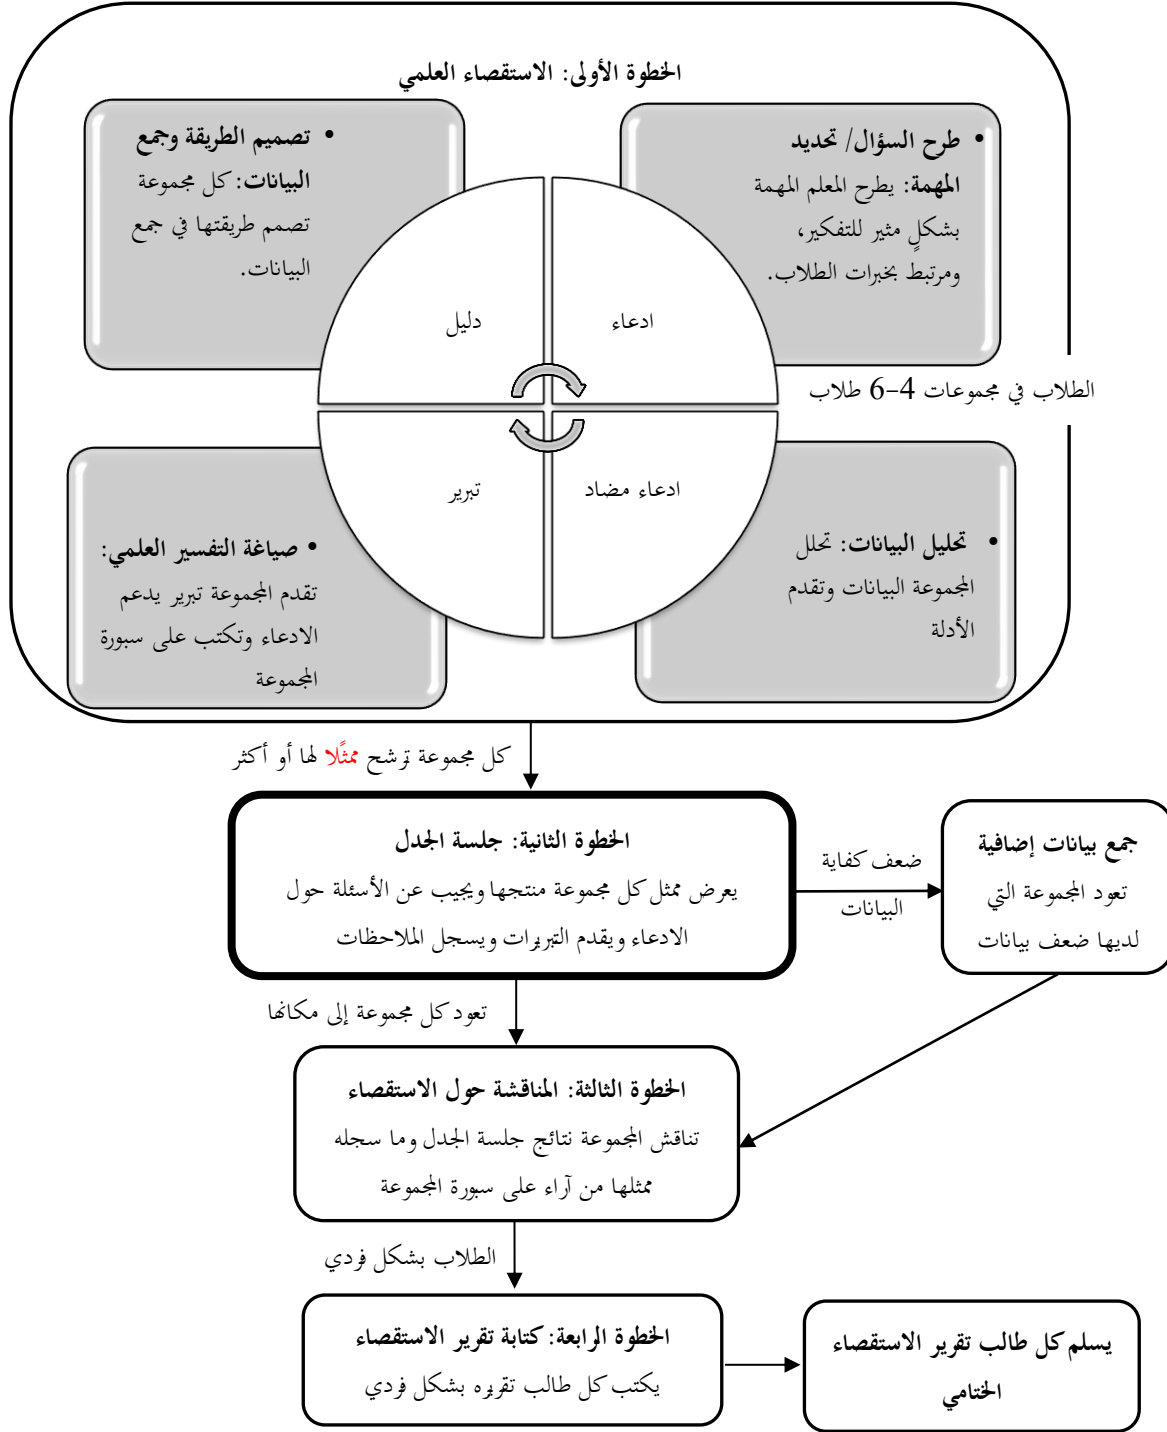 الخطوة الأولى: الاستقصاء العلمي
• طرح السؤال/ تحديد
المهمة: يطرح المعلم المهمة
بشكلٍ مثير للتفكير،
ومرتبط بخبرات الطلاب.
• تصميم الطريقة وجمع
البيانات: كل مجموعة
تصمم طريقتها في جمع
البيانات.
ادعاء
دليل
الطلاب في مجموعات 4-6 طلاب
ادعاء مضاد
تبرير
• تحليل البيانات: تحلل
المجموعة البيانات وتقدم
الأدلة
• صياغة التفسير العلمي:
تقدم المجموعة تبرير يدعم
الادعاء وتكتب على سبورة
المجموعة
كل مجموعة ترشح ممثلًا لها أو أكثر
الخطوة الثانية: جلسة الجدل
يعرض ممثل كل مجموعة منتجها ويجيب عن الأسئلة حول
الادعاء ويقدم التبريرات ويسجل الملاحظات
ضعف كفاية
البيانات
جمع بيانات إضافية
تعود المجموعة التي
لديها ضعف بيانات
تعود كل مجموعة إلى مكانها
الخطوة الثالثة: المناقشة حول الاستقصاء
تناقش المجموعة نتائج جلسة الجدل وما سجله
ممثلها من آراء على سبورة المجموعة
الطلاب بشكل فردي
الخطوة الرابعة: كتابة تقرير الاستقصاء
يكتب كل طالب تقريره بشكل فردي
يسلم كل طالب تقرير الاستقصاء
الختامي